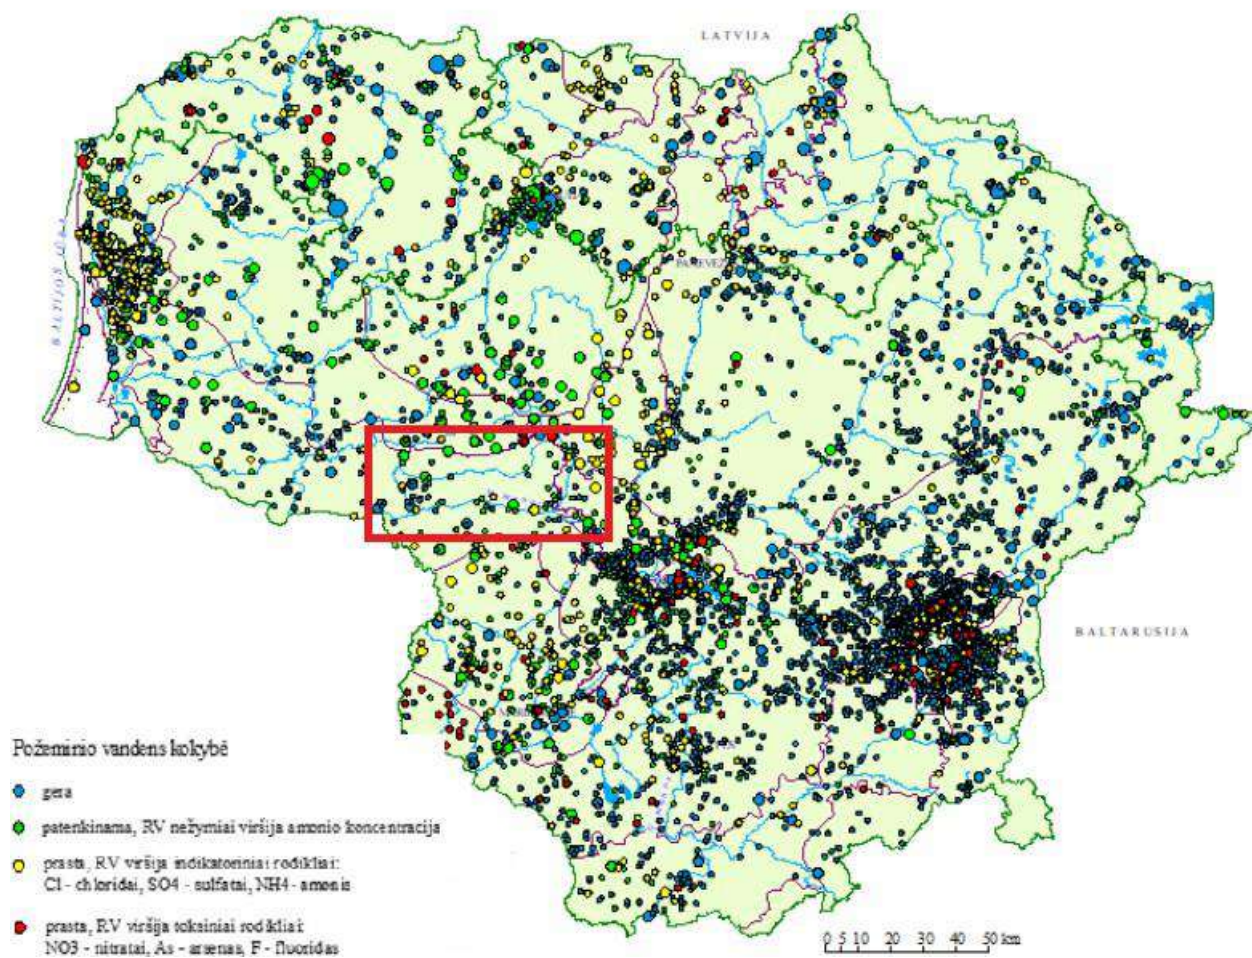 LATVIJA
BALTIJOS JŪRA
BALTARUSIJA
Požeminio vandens kokybė
gera
patenkinama, RV nežymiai viršija amonio koncentracija
prasta, RV viršija indikatoriniai rodikliai:
Cl - chloridai, SO4 - sulfatai, NH4 - amonis
prasta, RV viršija toksiniai rodikliai:
NO3 - nitratai, As - arsenas, F - fluoridas
0 5 10 20 30 40 50 km